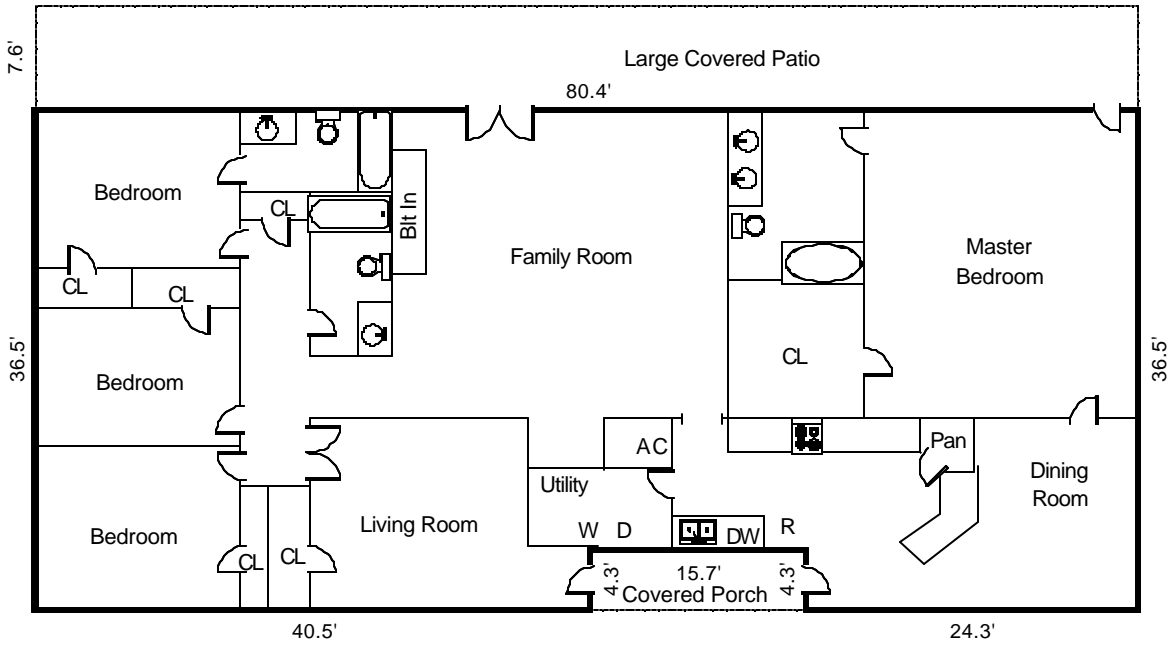 Large Covered Patio
7.6'
80.4'
Bedroom
CL
Blt In
Family Room
Master
Bedroom
CL
CL
36.5'
36.5'
Bedroom
CL
AC
Pan
Utility
Dining
Room
Living Room
Bedroom
W D
DW
R
CL
CL
4.3'
15.7'
4.3'
Covered Porch
40.5'
24.3'